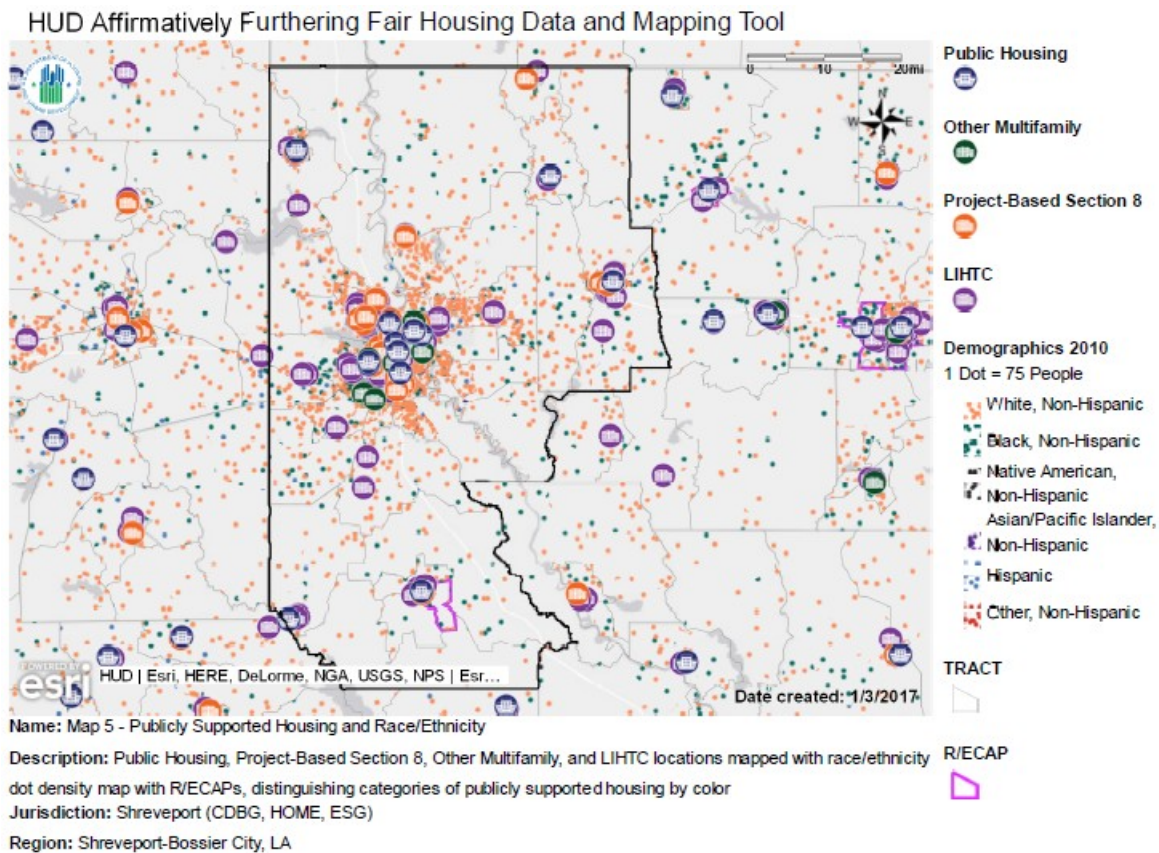 HUD Affirmatively Furthering Fair Housing Data and Mapping Tool
0 10 20mi
N
W E
S
Public Housing
Other Multifamily
Project-Based Section 8
LIHTC
Demographics 2010
1 Dot = 75 People
White, Non-Hispanic
Black, Non-Hispanic
Native American,
Non-Hispanic
Asian/Pacific Islander,
Non-Hispanic
Hispanic
Other, Non-Hispanic
TRACT
R/ECAP
POWERED BY
esri
HUD | Esri, HERE, DeLorme, NGA, USGS, NPS | Esr...
Date created: 1/3/2017
Name: Map 5 - Publicly Supported Housing and Race/Ethnicity
Description: Public Housing, Project-Based Section 8, Other Multifamily, and LIHTC locations mapped with race/ethnicity
dot density map with R/ECAPs, distinguishing categories of publicly supported housing by color
Jurisdiction: Shreveport (CDBG, HOME, ESG)
Region: Shreveport-Bossier City, LA